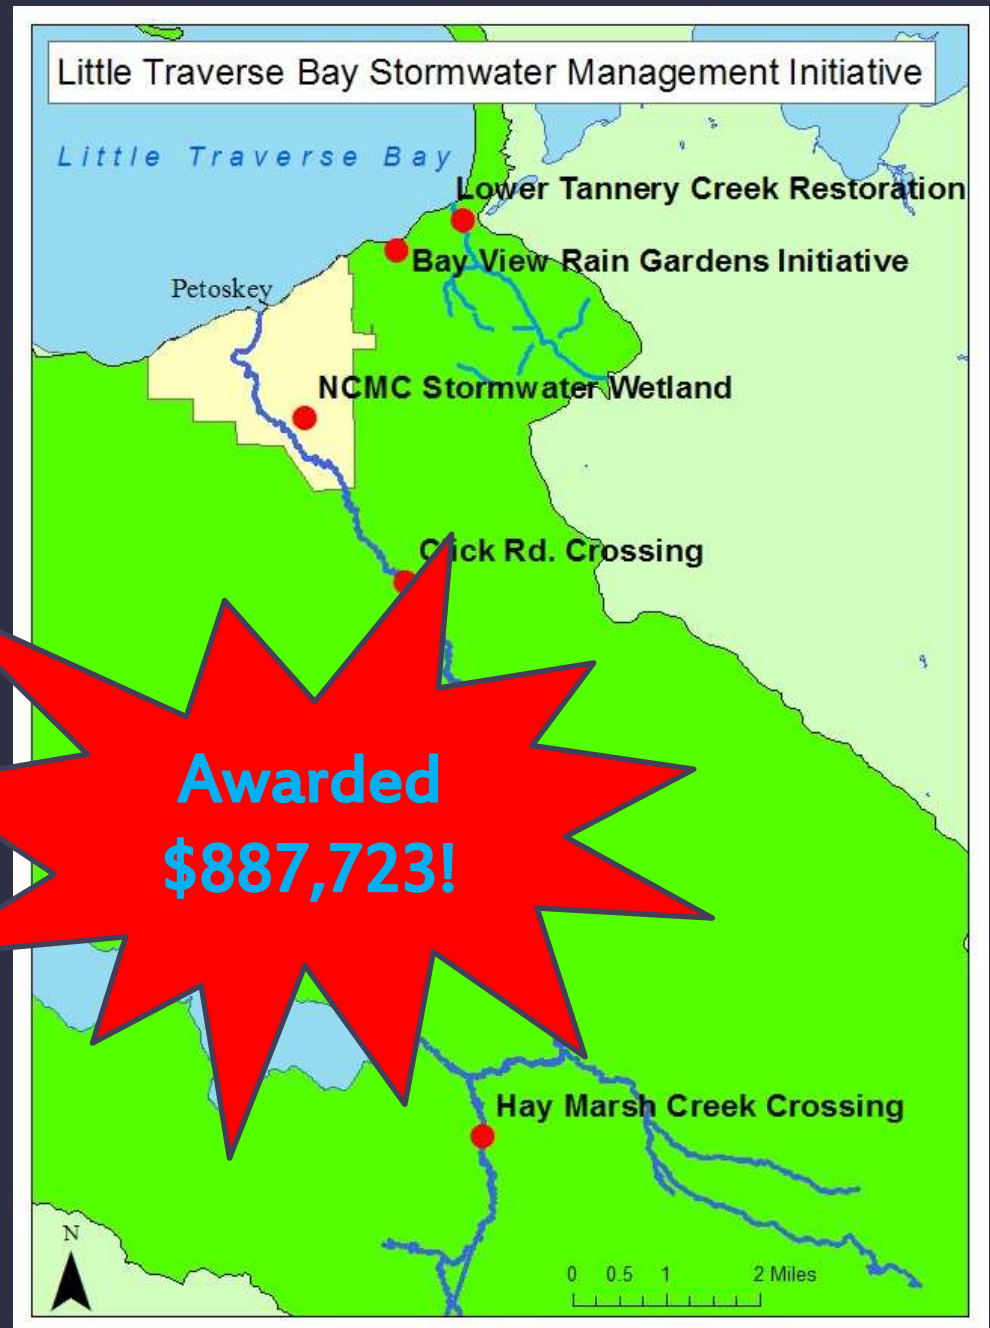 Little Traverse Bay Stormwater Management Initiative
Little Traverse Bay
Lower Tannery Creek Restoration
Bay View Rain Gardens Initiative
Petoskey
NCMC Stormwater Wetland
Click Rd. Crossing
Awarded
$887,723!
Hay Marsh Creek Crossing
N
0 0.5 1 2 Miles